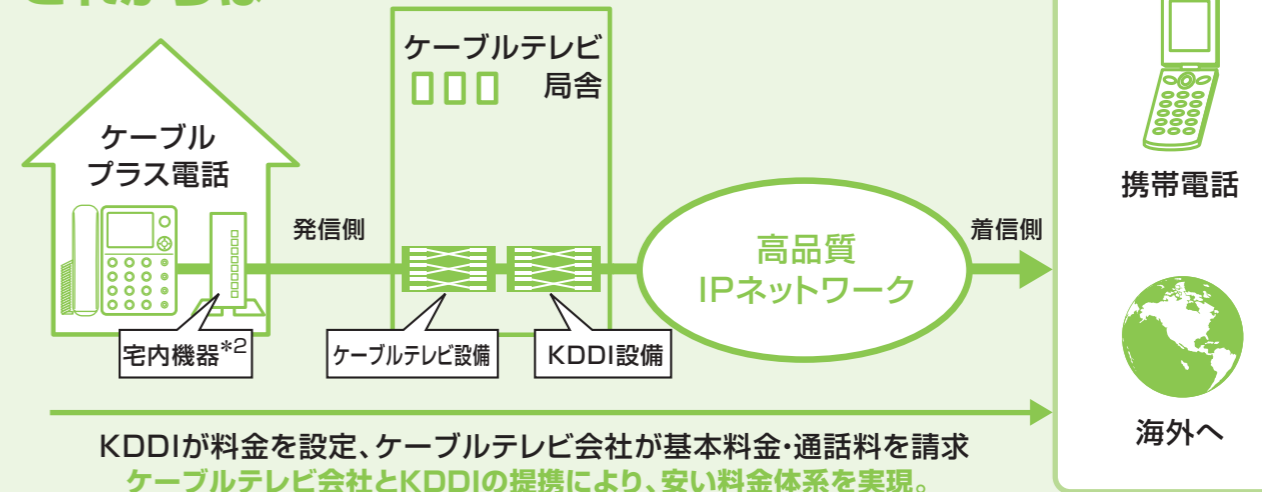 これからは
ケーブルテレビ
局舎
ケーブル
プラス電話
発信側
高品質
IPネットワーク
着信側
携帯電話
宅内機器*2
ケーブルテレビ設備
KDDI設備
海外へ
KDDIが料金を設定、ケーブルテレビ会社が基本料金・通話料を請求
ケーブルテレビ会社とKDDIの提携により、安い料金体系を実現。